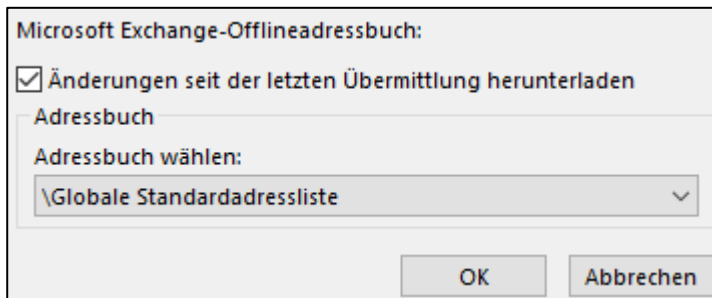 Microsoft Exchange-Offlineadressbuch:
Änderungen seit der letzten Übermittlung herunterladen
Adressbuch
Adressbuch wählen:
\Globale Standardadressliste
OK Abbrechen